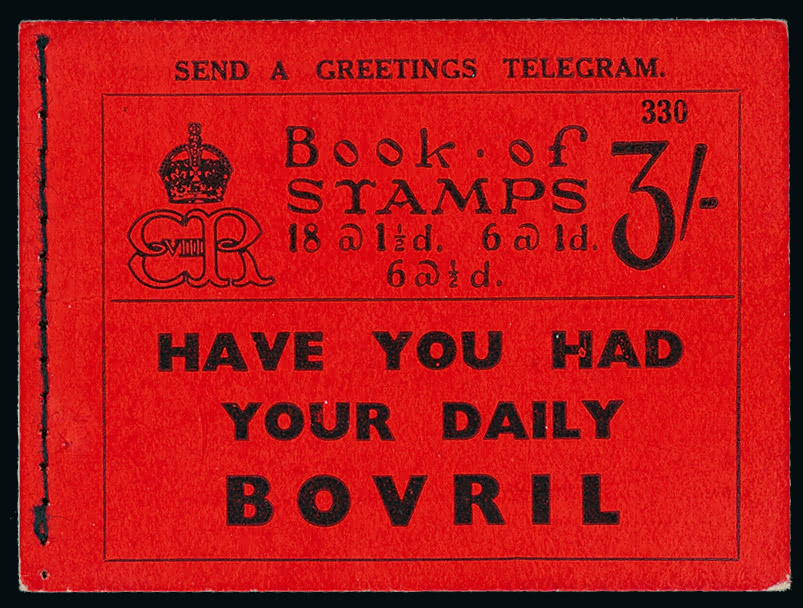 SEND A GREETINGS TELEGRAM.
330
Book · of
STAMPS
3/-
EVIIIR
18 @ 1½d. 6 @ 1d.
6 @ ½d.
HAVE YOU HAD
YOUR DAILY
BOVRIL